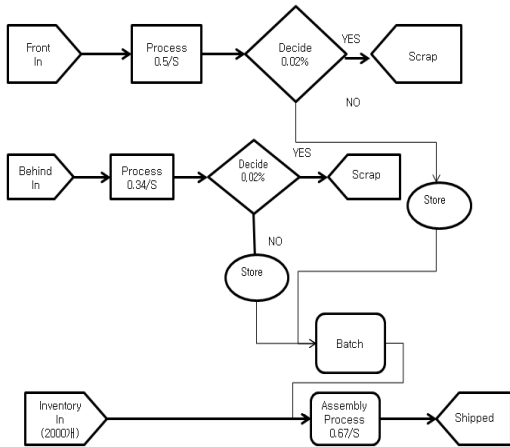 Front
In
Process
0.5/S
Decide
0.02%
YES
Scrap
NO
Behind
In
Process
0.34/S
Decide
0.02%
YES
Scrap
Store
NO
Store
Batch
Inventory
In
(2000개)
Assembly
Process
0.67/S
Shipped